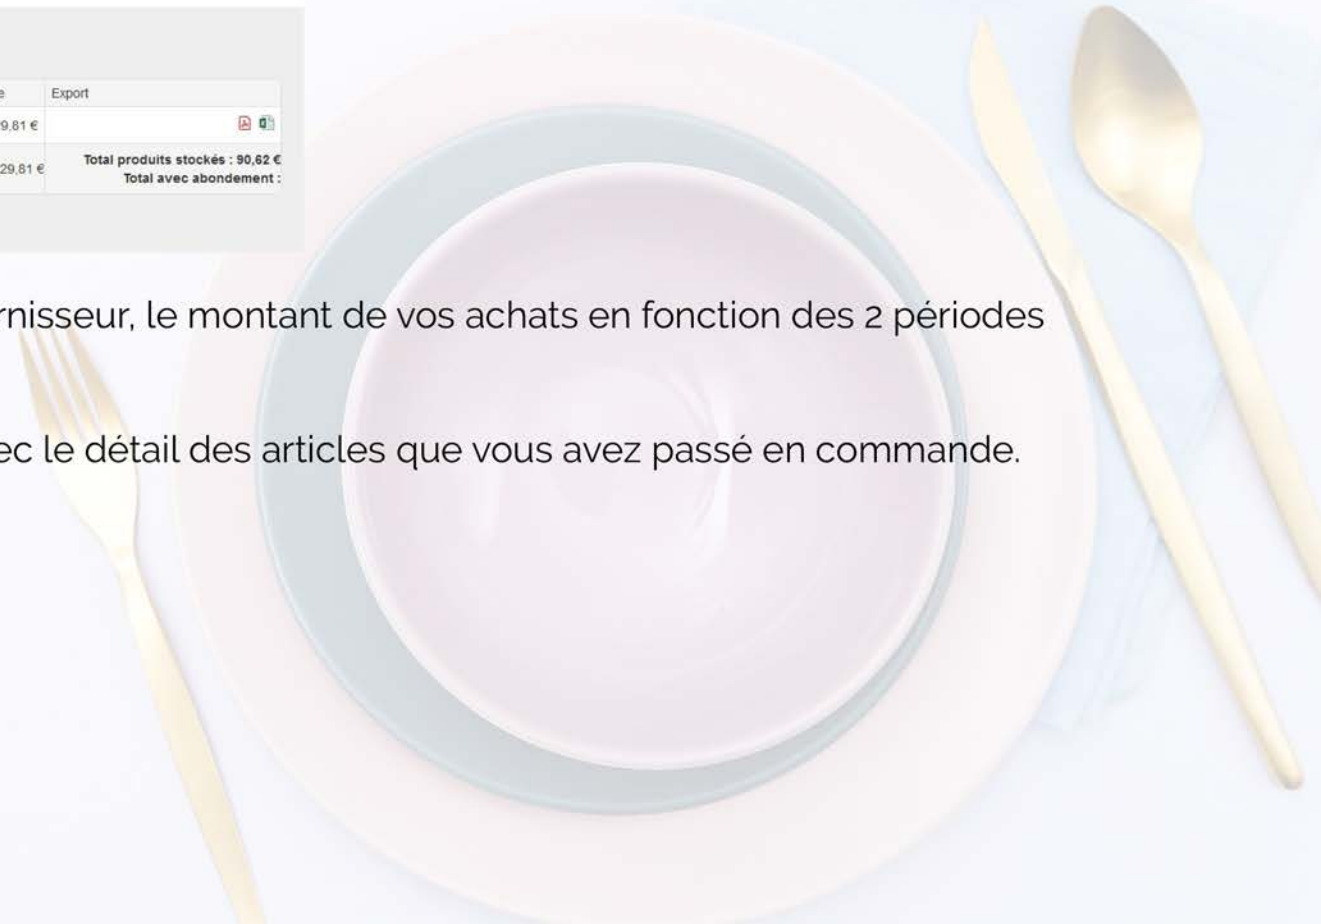 e Export
9,81 €
29,81 € Total produits stockés : 90,62 €
Total avec abondement :
rnisseur, le montant de vos achats en fonction des 2 périodes
ec le détail des articles que vous avez passé en commande.